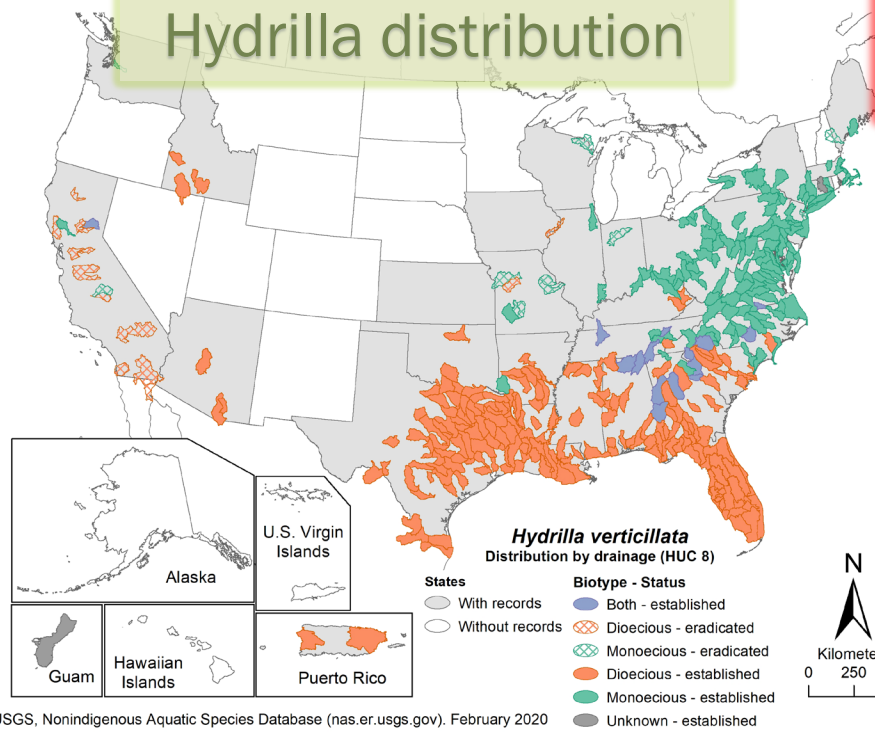 Hydrilla distribution
Hydrilla verticillata
Distribution by drainage (HUC 8)
States
With records
Without records
Biotype - Status
Both - established
Dioecious - eradicated
Monoecious - eradicated
Dioecious - established
Monoecious - established
Unknown - established
Alaska
U.S. Virgin
Islands
Guam
Hawaiian
Islands
Puerto Rico
N
Kilomete
0 250
USGS, Nonindigenous Aquatic Species Database (nas.er.usgs.gov). February 2020